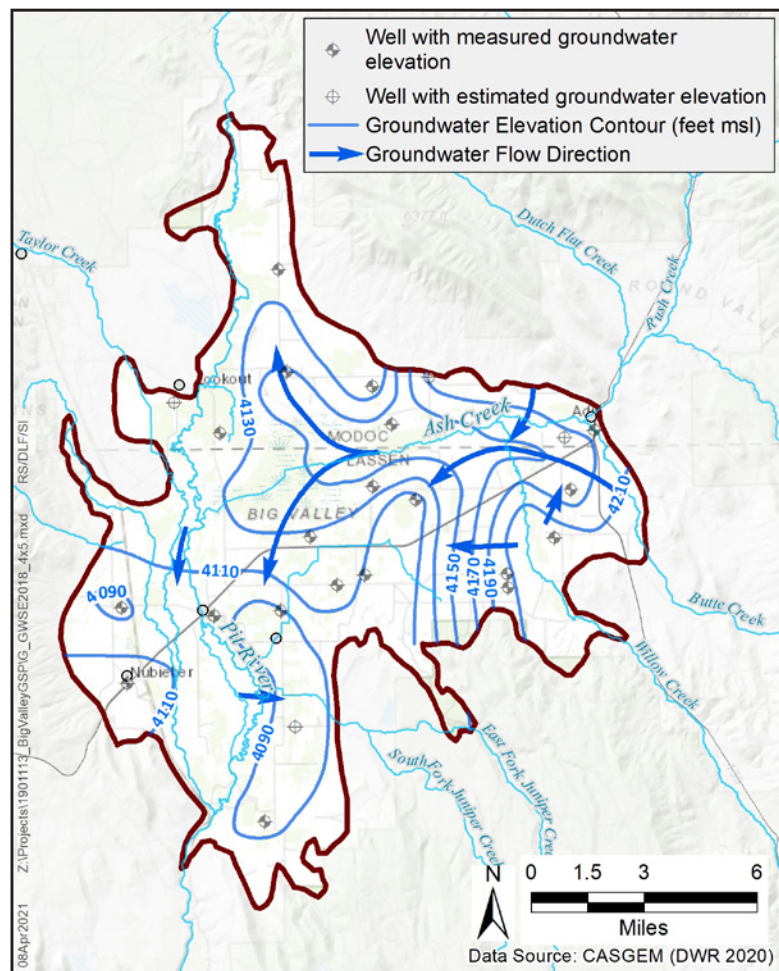 Well with measured groundwater
elevation
Well with estimated groundwater elevation
Groundwater Elevation Contour (feet msl)
Groundwater Flow Direction
6377 ft
Dutch Flat Creek
Taylor Creek
Rush Creek
ROUND VALLEY
Lookout
4130
MODOC
Ash Creek
LASSEN
BIG VALLEY
4210
4110
4150
4170
4190
4090
Butte Creek
Pit River
Nubieber
4110
Willow Creek
4090
East Fork Juniper Creek
South Fork Juniper Creek
N
0 1.5 3 6
Miles
Data Source: CASGEM (DWR 2020)
08Apr2021 Z:\Projects\1901113_BigValleyGSP\G_GWSE2018_4x5.mxd RS/DLF/SI